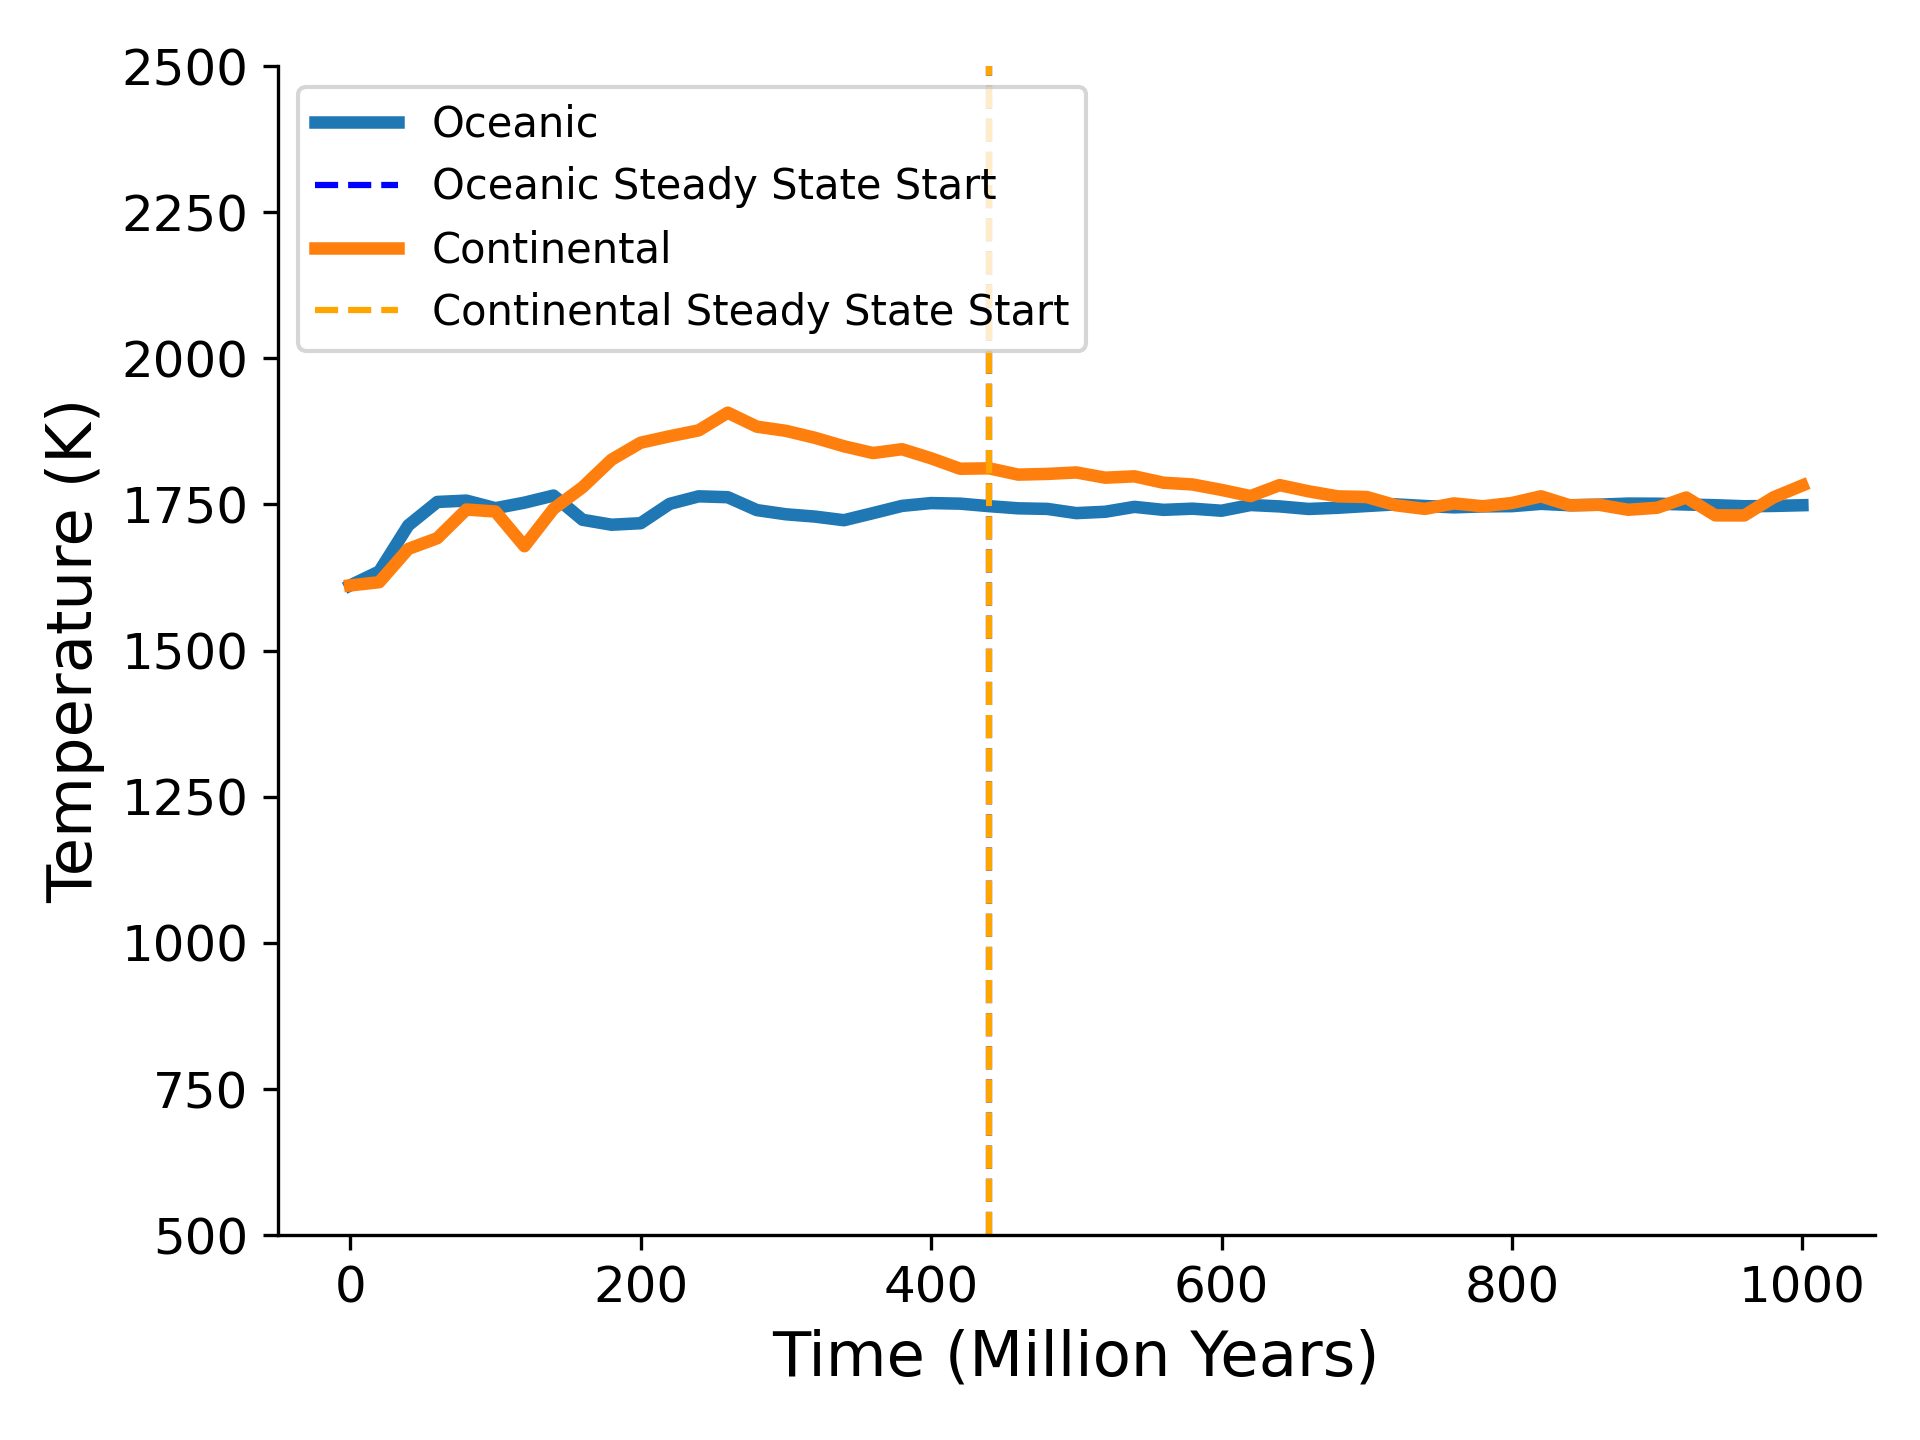 2500
2250
2000
1750
1500
1250
1000
750
500
Temperature (K)
Oceanic
Oceanic Steady State Start
Continental
Continental Steady State Start
0 200 400 600 800 1000
Time (Million Years)